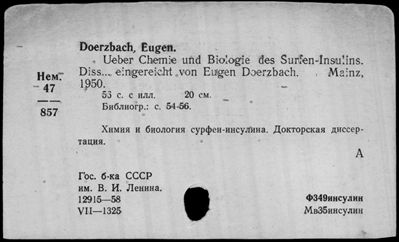 Doerzbach, Eugen.
Ueber Chemie und Biologie des Surfen-Insulins.
Diss... eingereicht von Eugen Doerzbach. Mainz,
1950.
Нем.
47
857
53 с. с илл. 20 см.
Библиогр.: с. 54-56.
Химия и биология сурфен-инсулина. Докторская диссер-
тация.
А
Гос. б-ка СССР
им. В. И. Ленина.
12915—58
VII—1325
Ф349инсулин
Мв35инсулин